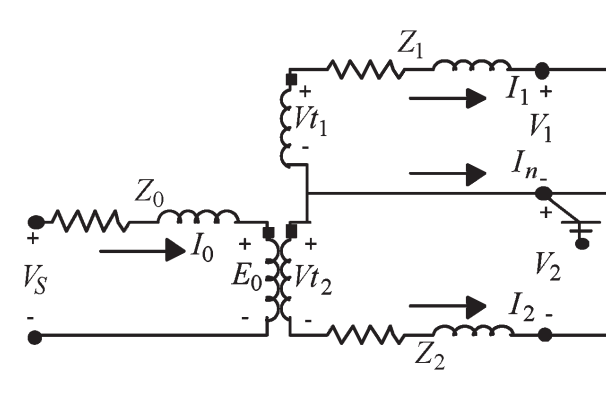 Z1
I1
+
+
Vt1
V1
-
In
-
Z0
+
+
I0
+
+
VS
E0
Vt2
V2
I2
-
-
-
-
Z2